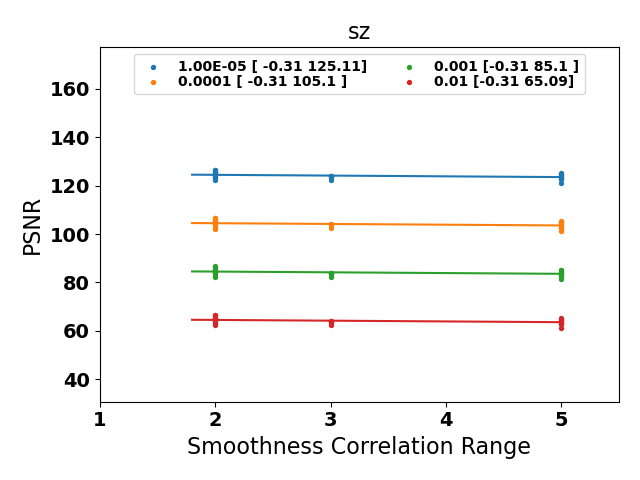 sz
1.00E-05 [ -0.31 125.11]
0.0001 [ -0.31 105.1 ]
0.001 [-0.31 85.1 ]
0.01 [-0.31 65.09]
PSNR
160
140
120
100
80
60
40
1 2 3 4 5
Smoothness Correlation Range